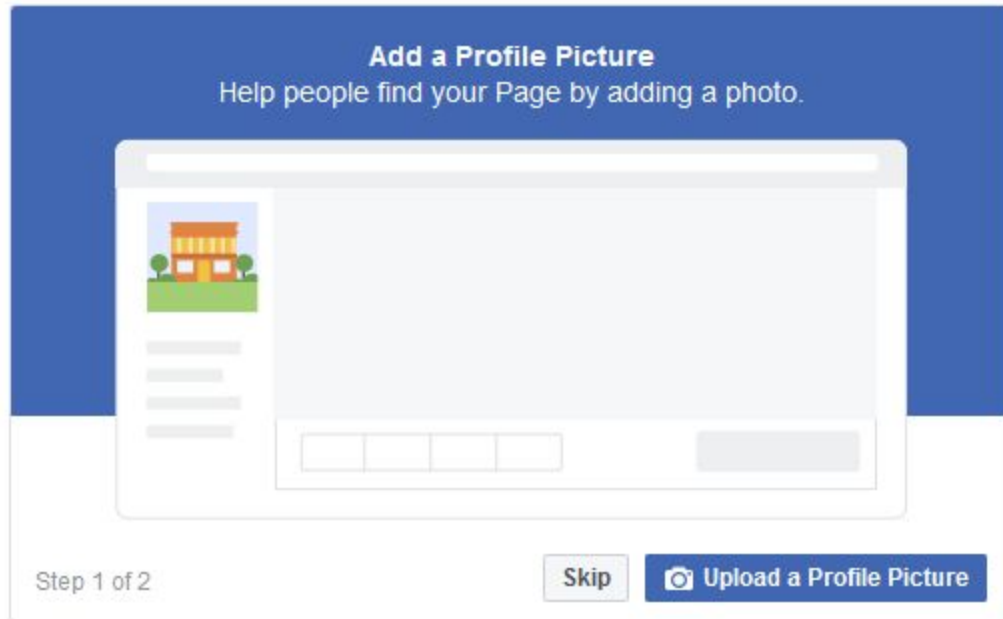 Add a Profile Picture
Help people find your Page by adding a photo.
Step 1 of 2
Skip
Upload a Profile Picture